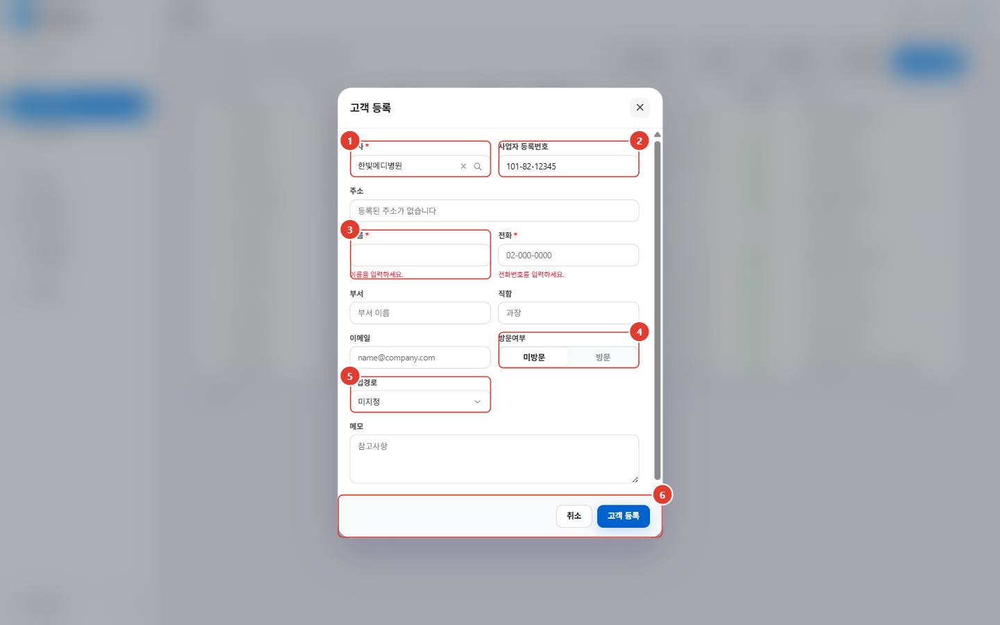 고객 등록
1
사 *
2
사업자 등록번호
한빛메디병원
101-82-12345
주소
등록된 주소가 없습니다
3
름 *
전화 *
02-000-0000
이름을 입력하세요.
전화번호를 입력하세요.
부서
직함
부서 이름
과장
이메일
4
방문여부
name@company.com
미방문
방문
5
입경로
미지정
메모
참고사항
6
취소
고객 등록